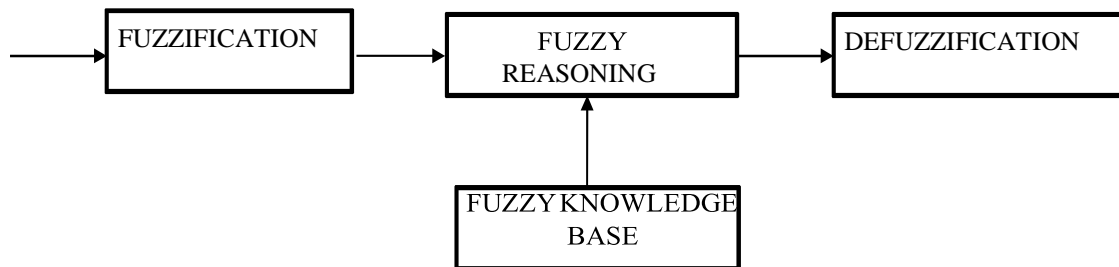 FUZZIFICATION
FUZZY
REASONING
DEFUZZIFICATION
FUZZY KNOWLEDGE
BASE